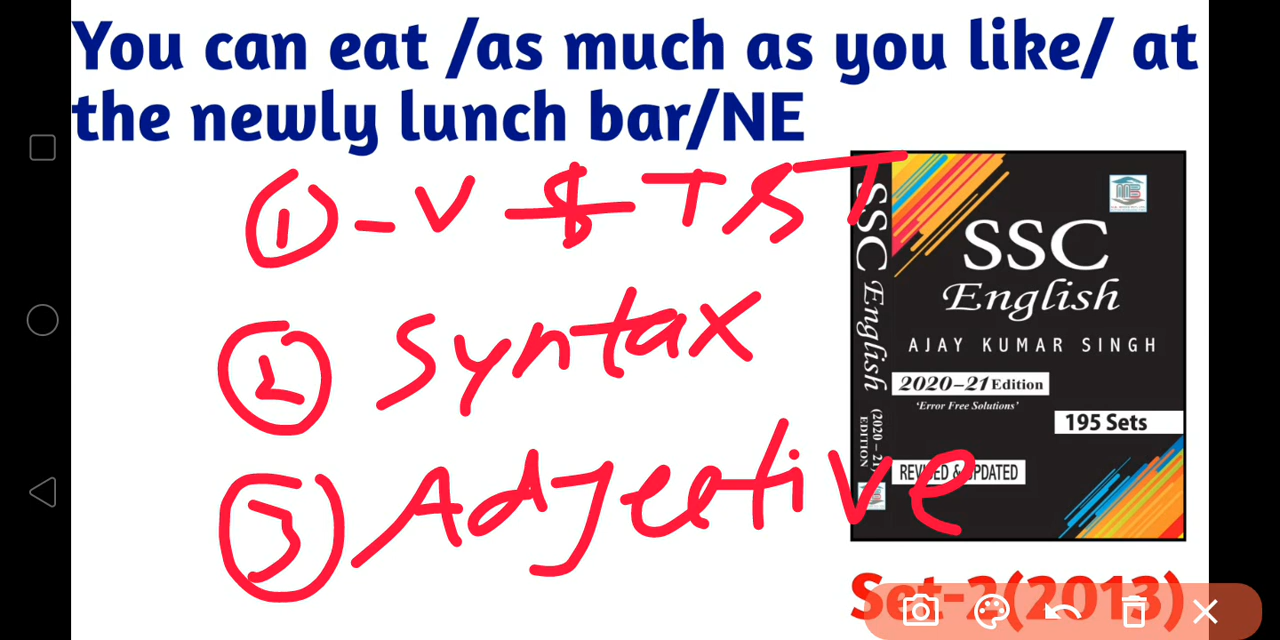 You can eat /as much as you like/ at
the newly lunch bar/NE
① - V & T & T
② Syntax
③ Adjective
SSC English (2020-21) EDITION
SSC
English
AJAY KUMAR SINGH
2020-21 Edition
'Error Free Solutions'
195 Sets
REVISED & UPDATED
Set-2(2013)